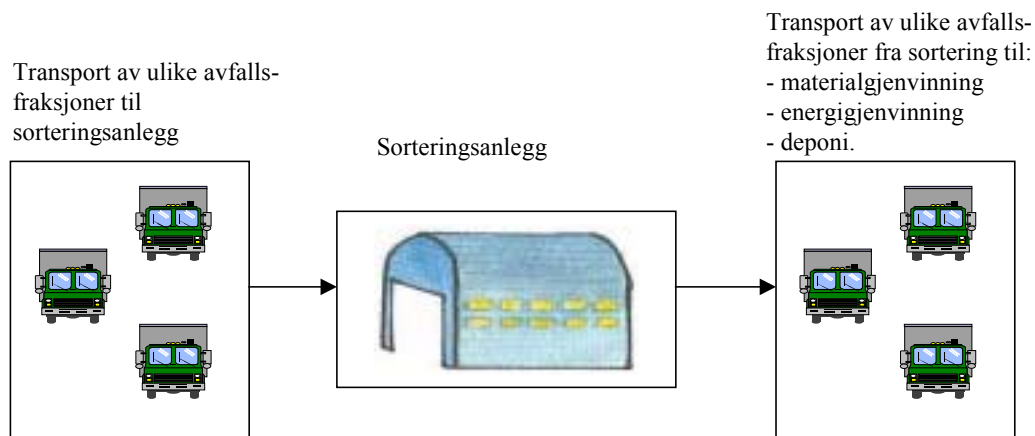 Transport av ulike avfalls-
fraksjoner til
sorteringsanlegg
Sorteringsanlegg
Transport av ulike avfalls-
fraksjoner fra sortering til:
- materialgjenvinning
- energigjenvinning
- deponi.